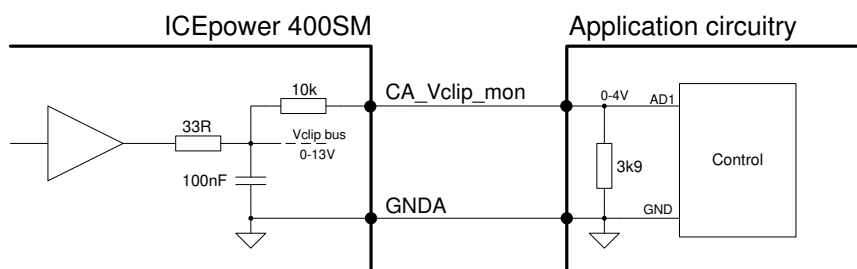 ICEpower 400SM
Application circuitry
10k
CA_Vclip_mon
0-4V
AD1
33R
Vclip bus
0-13V
3k9
Control
100nF
GNDA
GND